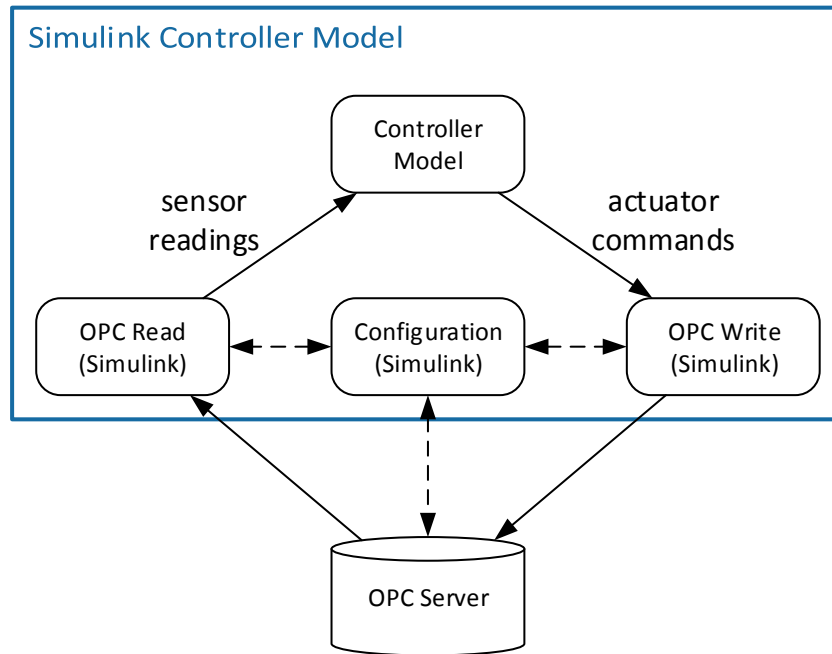 Simulink Controller Model
Controller
Model
sensor
readings
actuator
commands
OPC Read
(Simulink)
Configuration
(Simulink)
OPC Write
(Simulink)
OPC Server